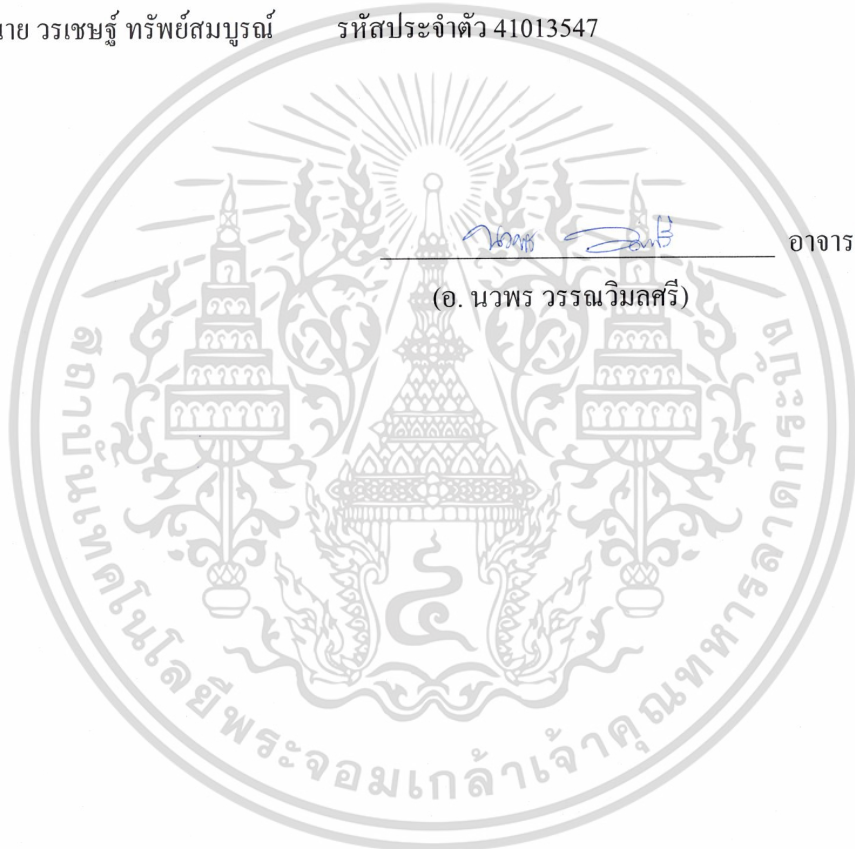 นาย วรเชษฐ์ ทรัพย์สมบูรณ์ รหัสประจำตัว 41013547
อาจาร
(อ. นวพร วรรณวิมลศรี)
สถาบันเทคโนโลยีพระจอมเกล้าเจ้าคุณทหารลาดกระบัง